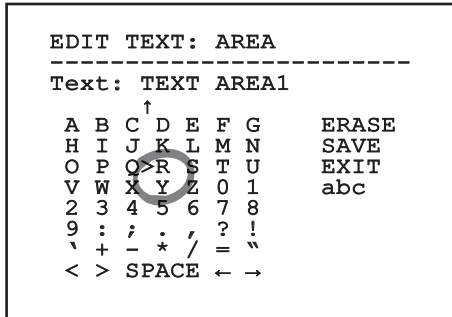 EDIT TEXT: AREA
------------------------
Text: TEXT AREA1
↑
A B C D E F G ERASE
H I J K L M N SAVE
O P Q>R S T U EXIT
V W X Y Z 0 1 abc
2 3 4 5 6 7 8
9 : ; . , ? !
‵ + - * / = ‶
< > SPACE ← →